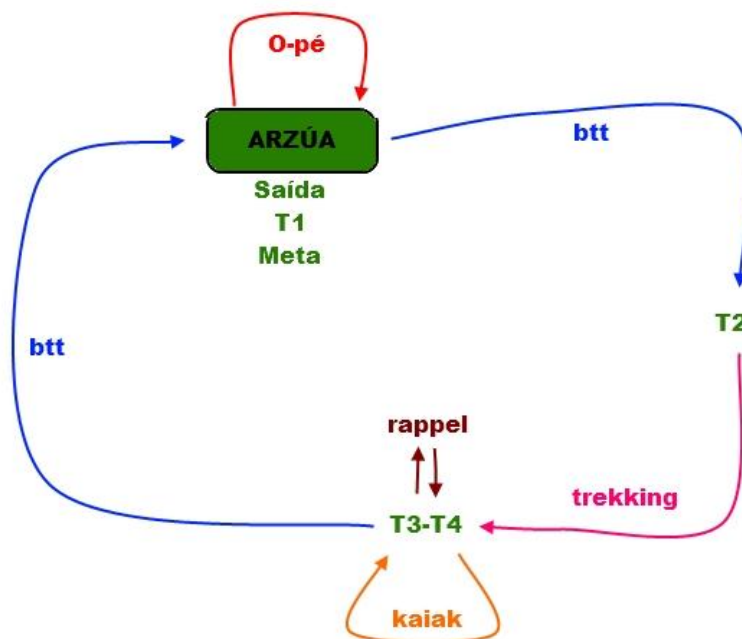 O-pé
ARZÚA
btt
Saída
T1
Meta
T2
btt
rappel
trekking
T3-T4
kaiak